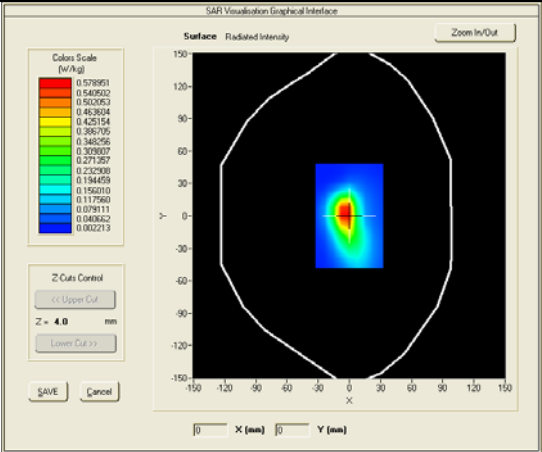 SAR Visualisation Graphical Interface
Surface Radiated Intensity
Zoom In/Out
Colors Scale
(W/kg)
0.578951
0.540502
0.502053
0.463604
0.425154
0.386705
0.348256
0.309807
0.271357
0.232908
0.194459
0.156010
0.117560
0.079111
0.040662
0.002213
Z-Cuts Control
<< Upper Cut
Z = 4.0 mm
Lower Cut >>
SAVE
Cancel
150
120
90
60
30
0
-30
-60
-90
-120
-150
Y
-150 -120 -90 -60 -30 0 30 60 90 120 150
X
0 X (mm) 0 Y (mm)